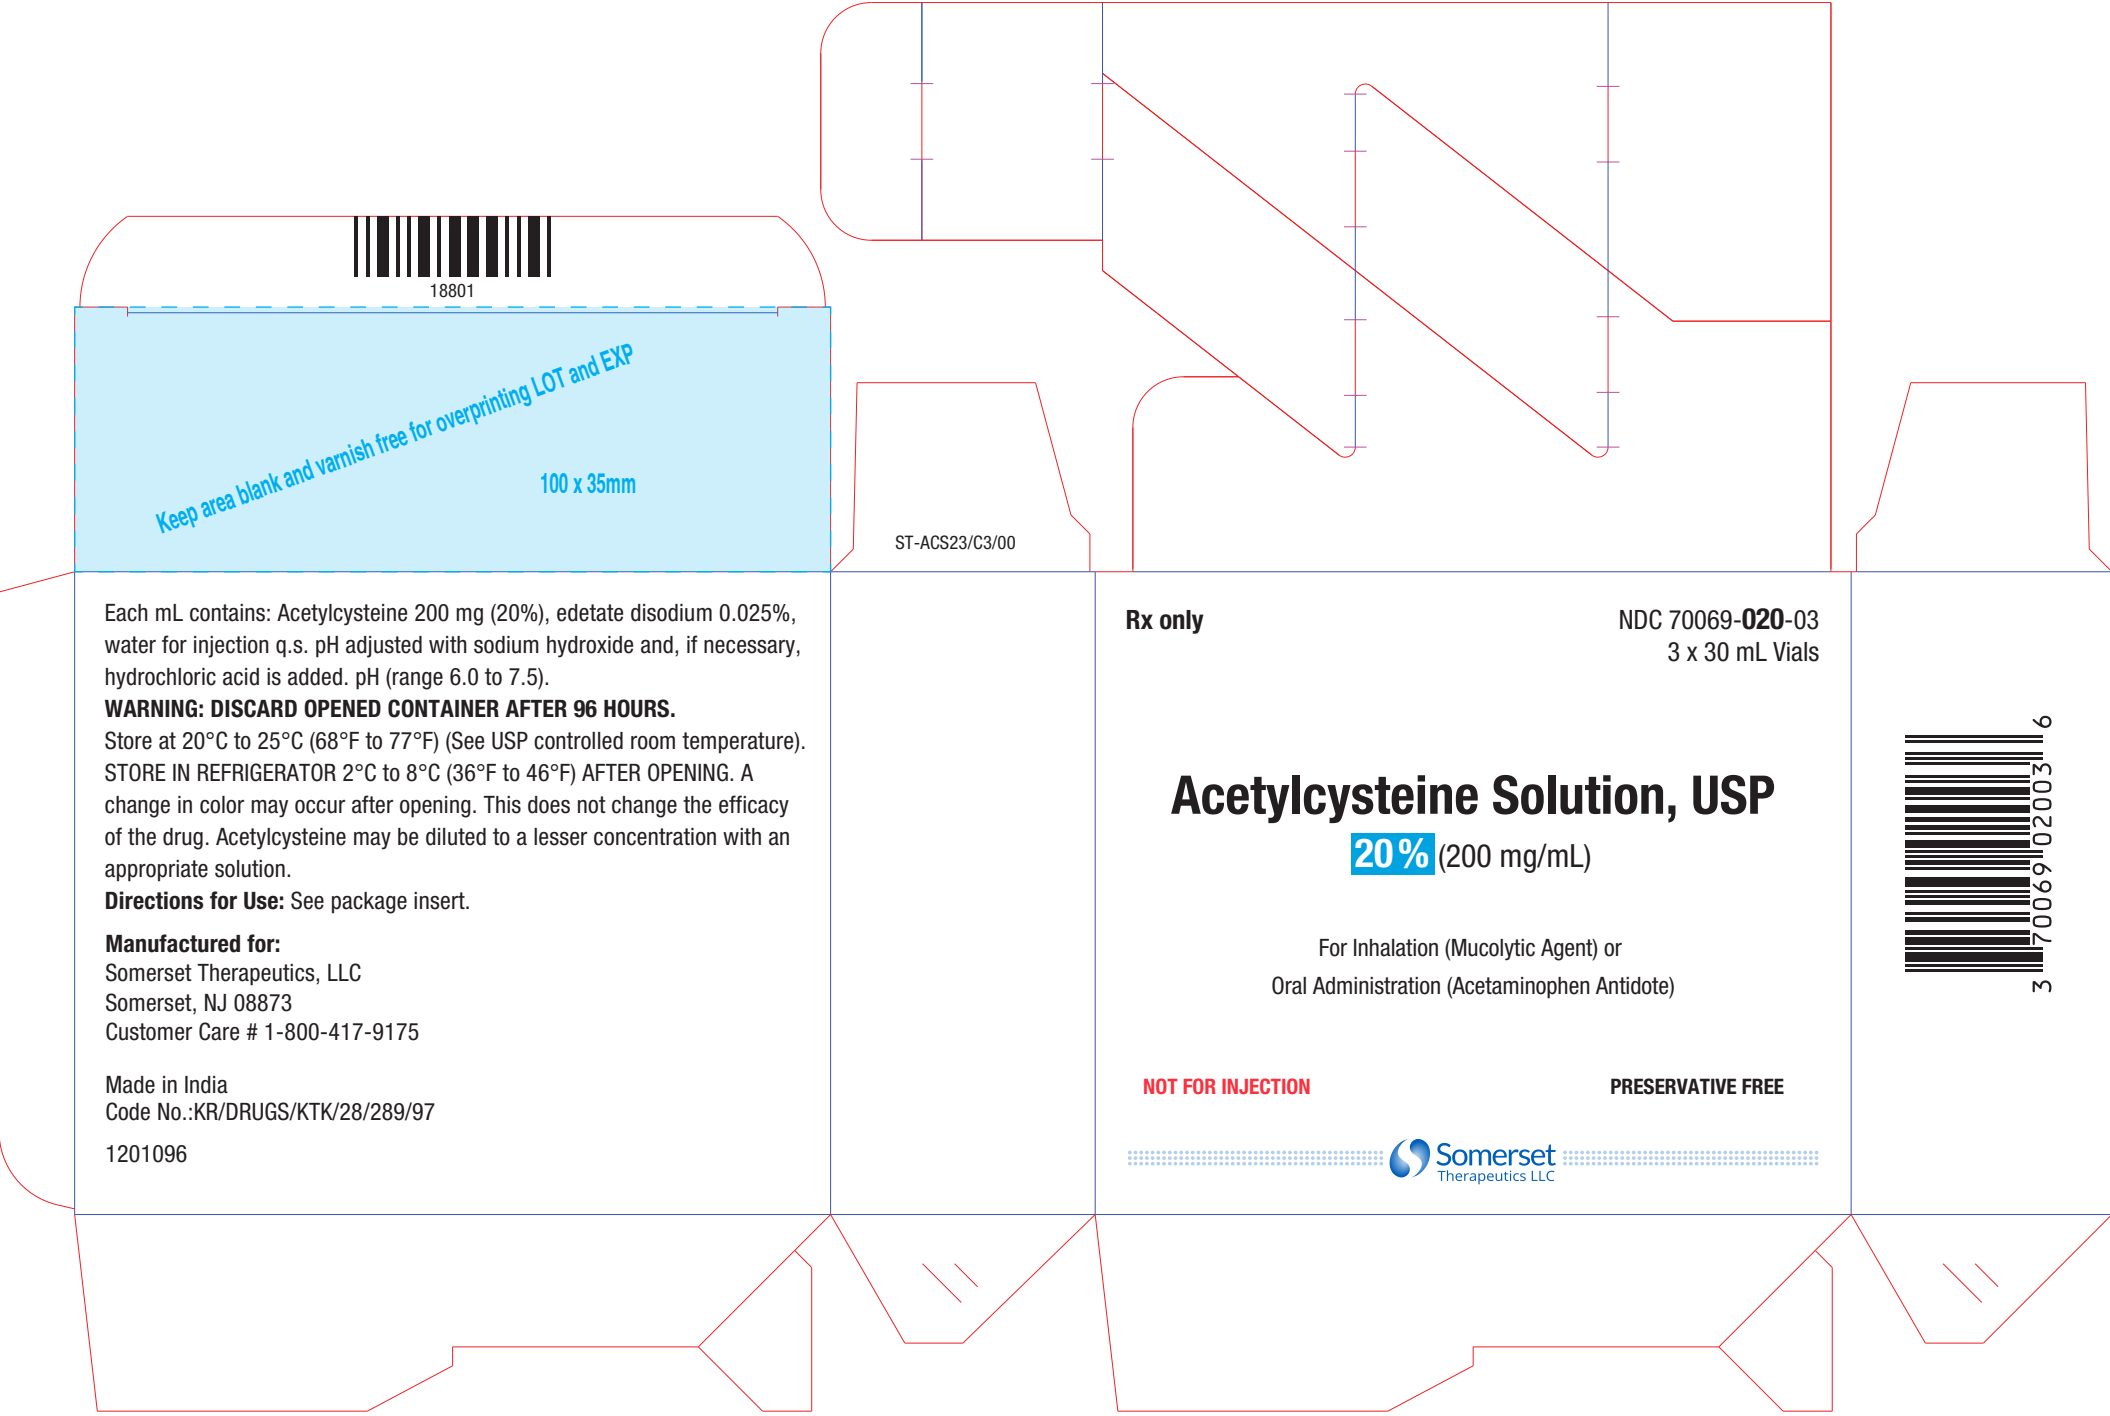 18801
Keep area blank and varnish free for overprinting LOT and EXP
100 x 35mm
ST-ACS23/C3/00
Each mL contains: Acetylcysteine 200 mg (20%), edetate disodium 0.025%,
water for injection q.s. pH adjusted with sodium hydroxide and, if necessary,
hydrochloric acid is added. pH (range 6.0 to 7.5).
WARNING: DISCARD OPENED CONTAINER AFTER 96 HOURS.
Store at 20°C to 25°C (68°F to 77°F) (See USP controlled room temperature).
STORE IN REFRIGERATOR 2°C to 8°C (36°F to 46°F) AFTER OPENING. A
change in color may occur after opening. This does not change the efficacy
of the drug. Acetylcysteine may be diluted to a lesser concentration with an
appropriate solution.
Directions for Use: See package insert.
Manufactured for:
Somerset Therapeutics, LLC
Somerset, NJ 08873
Customer Care # 1-800-417-9175
Made in India
Code No.:KR/DRUGS/KTK/28/289/97
1201096
Rx only
NDC 70069-020-03
3 x 30 mL Vials
Acetylcysteine Solution, USP
20% (200 mg/mL)
For Inhalation (Mucolytic Agent) or
Oral Administration (Acetaminophen Antidote)
NOT FOR INJECTION
PRESERVATIVE FREE
Somerset
Therapeutics LLC
3 70069 02003 6